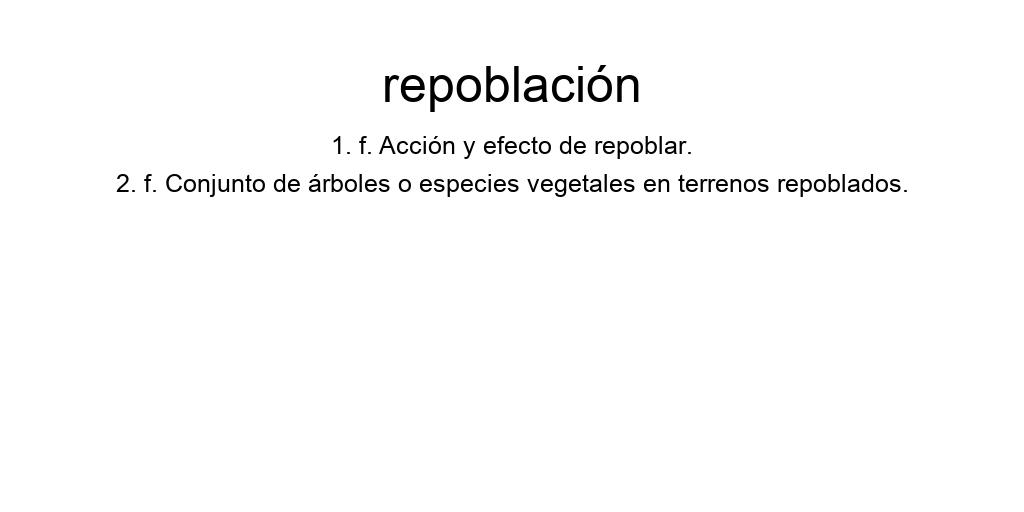 repoblación
1. f. Acción y efecto de repoblar.
2. f. Conjunto de árboles o especies vegetales en terrenos repoblados.